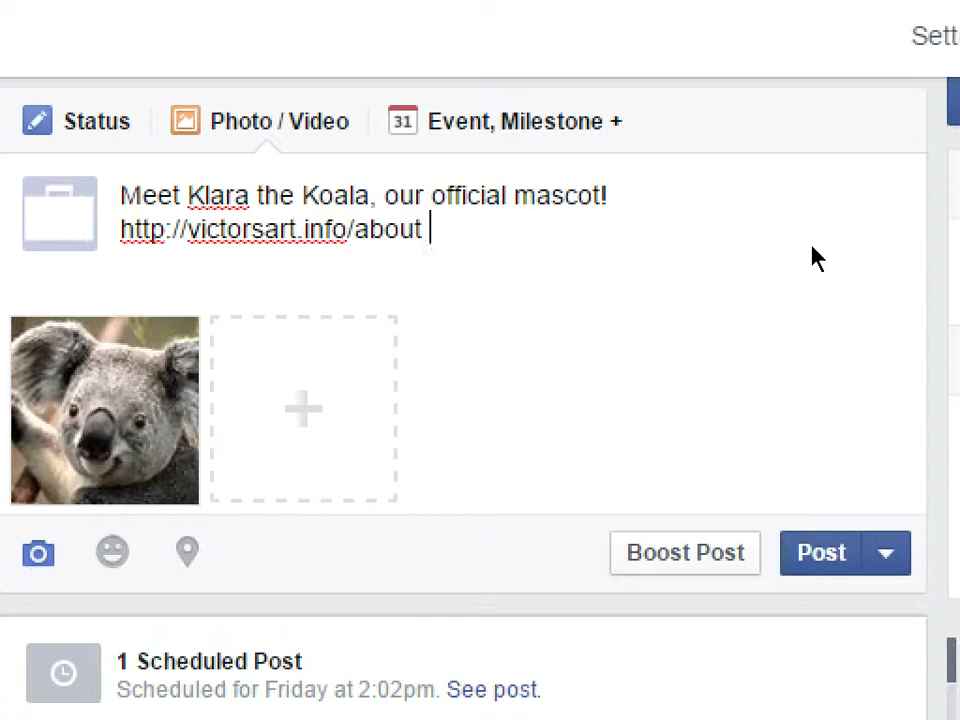 Sett
Status
Photo / Video
31
Event, Milestone +
Meet Klara the Koala, our official mascot!
http://victorsart.info/about
Boost Post
Post
1 Scheduled Post
Scheduled for Friday at 2:02pm. See post.